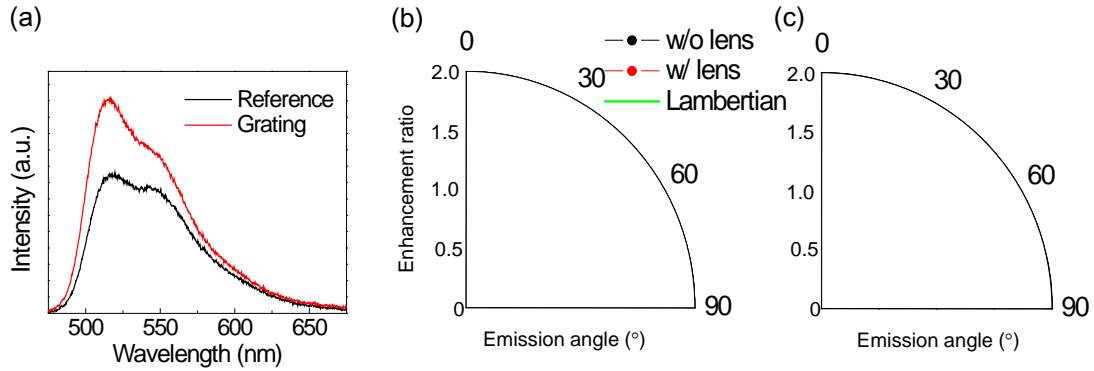 (a)
Reference
Grating
Intensity (a.u.)
500 550 600 650
Wavelength (nm)
(b)
0
30
60
90
2.0
1.5
1.0
0.5
0
Enhancement ratio
Emission angle (°)
w/o lens
w/ lens
Lambertian
(c)
0
30
60
90
2.0
1.5
1.0
0.5
0
Emission angle (°)